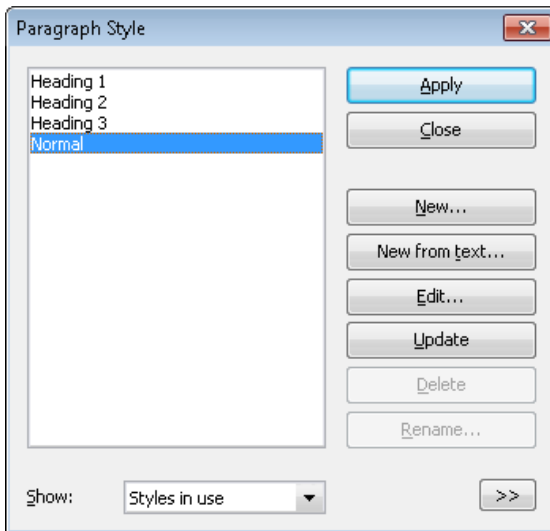 Paragraph Style
Heading 1
Heading 2
Heading 3
Normal
Apply
Close
New...
New from text...
Edit...
Update
Delete
Rename...
Show:
Styles in use
>>